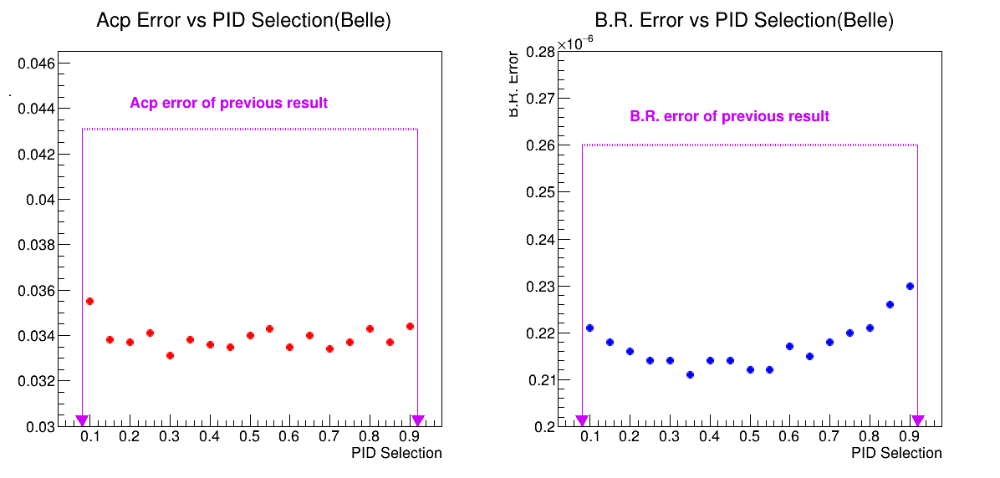 Acp Error vs PID Selection(Belle)
0.046
0.044
0.042
0.04
0.038
0.036
0.034
0.032
0.03
Acp error of previous result
0.1 0.2 0.3 0.4 0.5 0.6 0.7 0.8 0.9
PID Selection
B.R. Error vs PID Selection(Belle)
×10⁻⁶
B.R. Error
0.28
0.27
0.26
0.25
0.24
0.23
0.22
0.21
0.2
B.R. error of previous result
0.1 0.2 0.3 0.4 0.5 0.6 0.7 0.8 0.9
PID Selection